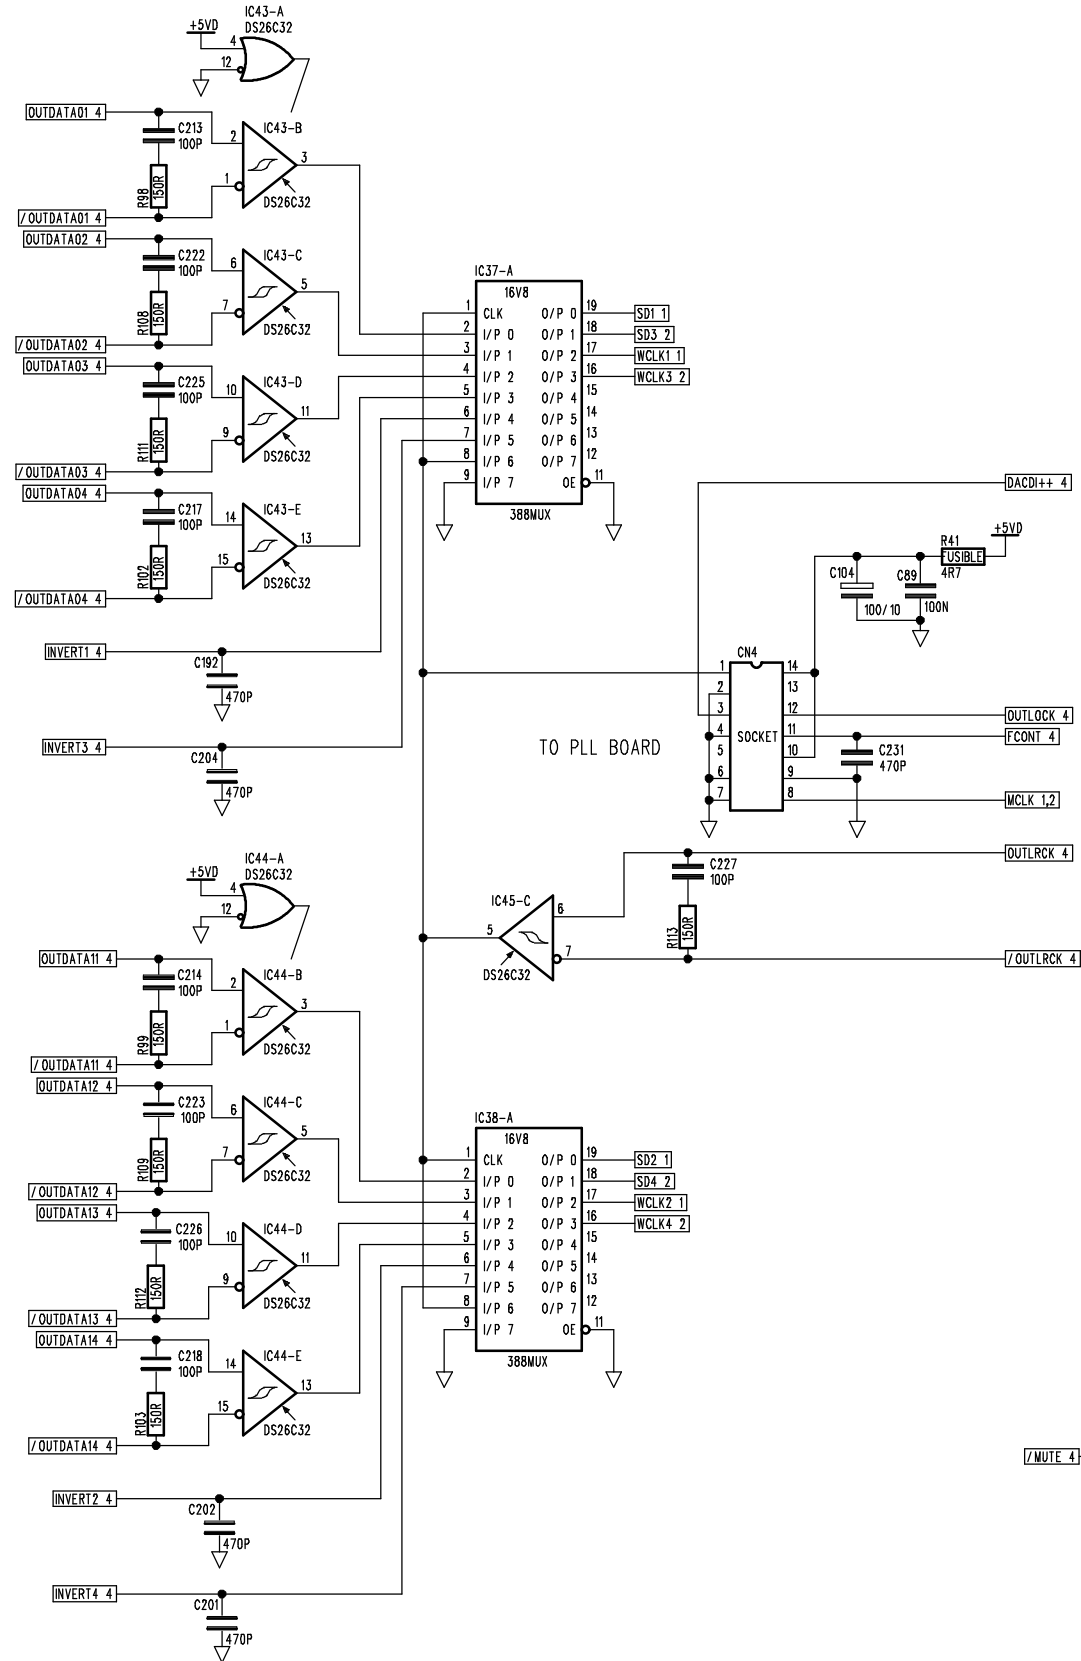 IC43-A
DS26C32
+5VD
4
12
OUTDATA01 4
C213
100P
R98
150R
/OUTDATA01 4
IC43-B
2
1
3
DS26C32
OUTDATA02 4
C222
100P
R108
150R
/OUTDATA02 4
IC43-C
6
7
5
DS26C32
OUTDATA03 4
C225
100P
R111
150R
/OUTDATA03 4
IC43-D
10
9
11
DS26C32
OUTDATA04 4
C217
100P
R102
150R
/OUTDATA04 4
IC43-E
14
15
13
DS26C32
INVERT1 4
C192
470P
INVERT3 4
C204
470P
IC37-A
16V8
1 CLK O/P 0 19 SD1 1
2 I/P 0 O/P 1 18 SD3 2
3 I/P 1 O/P 2 17 WCLK1 1
4 I/P 2 O/P 3 16 WCLK3 2
5 I/P 3 O/P 4 15
6 I/P 4 O/P 5 14
7 I/P 5 O/P 6 13
8 I/P 6 O/P 7 12
9 I/P 7 OE 11
388MUX
DACDI++ 4
+5VD
R41
FUSIBLE
4R7
C104
100/10
C89
100N
CN4
SOCKET
1 14
2 13
3 12 OUTLOCK 4
4 11 FCONT 4
5 10
6 9
7 8 MCLK 1,2
C231
470P
TO PLL BOARD
OUTLRCK 4
C227
100P
R113
150R
/OUTLRCK 4
IC45-C
5
6
7
DS26C32
IC44-A
DS26C32
+5VD
4
12
OUTDATA11 4
C214
100P
R99
150R
/OUTDATA11 4
IC44-B
2
1
3
DS26C32
OUTDATA12 4
C223
100P
R109
150R
/OUTDATA12 4
IC44-C
6
7
5
DS26C32
OUTDATA13 4
C226
100P
R112
150R
/OUTDATA13 4
IC44-D
10
9
11
DS26C32
OUTDATA14 4
C218
100P
R103
150R
/OUTDATA14 4
IC44-E
14
15
13
DS26C32
IC38-A
16V8
1 CLK O/P 0 19 SD2 1
2 I/P 0 O/P 1 18 SD4 2
3 I/P 1 O/P 2 17 WCLK2 1
4 I/P 2 O/P 3 16 WCLK4 2
5 I/P 3 O/P 4 15
6 I/P 4 O/P 5 14
7 I/P 5 O/P 6 13
8 I/P 6 O/P 7 12
9 I/P 7 OE 11
388MUX
/MUTE 4
INVERT2 4
C202
470P
INVERT4 4
C201
470P